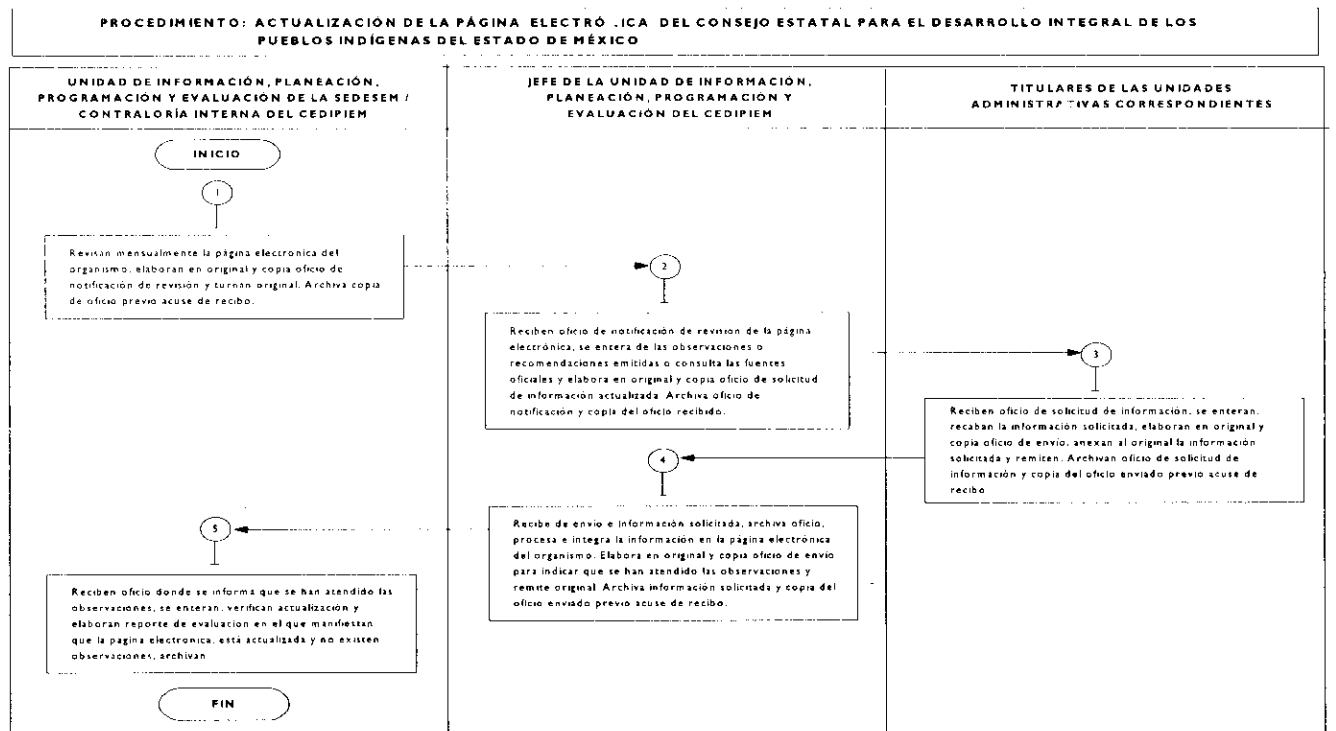 PROCEDIMIENTO: ACTUALIZACIÓN DE LA PÁGINA ELECTRÓ .ICA DEL CONSEJO ESTATAL PARA EL DESARROLLO INTEGRAL DE LOS
PUEBLOS INDÍGENAS DEL ESTADO DE MÉXICO
UNIDAD DE INFORMACIÓN, PLANEACIÓN,
PROGRAMACIÓN Y EVALUACIÓN DE LA SEDESEM /
CONTRALORÍA INTERNA DEL CEDIPIEM
JEFE DE LA UNIDAD DE INFORMACIÓN,
PLANEACIÓN, PROGRAMACIÓN Y
EVALUACIÓN DEL CEDIPIEM
TITULARES DE LAS UNIDADES
ADMINISTRATIVAS CORRESPONDIENTES
INICIO
1
Revisan mensualmente la página electronica del
organismo, elaboran en original y copia oficio de
notificación de revisión y turnan original. Archiva copia
de oficio previo acuse de recibo.
2
Reciben oficio de notificación de revisión de la página
electrónica, se entera de las observaciones o
recomendaciones emitidas o consulta las fuentes
oficiales y elabora en original y copia oficio de solicitud
de información actualizada. Archiva oficio de
notificación y copia del oficio recibido.
3
Reciben oficio de solicitud de información, se enteran,
recaban la información solicitada, elaboran en original y
copia oficio de envío, anexan al original la información
solicitada y remiten. Archivan oficio de solicitud de
información y copia del oficio enviado previo acuse de
recibo
4
Recibe de envío e información solicitada, archiva oficio,
procesa e integra la información en la página electrónica
del organismo. Elabora en original y copia oficio de envío
para indicar que se han atendido las observaciones y
remite original. Archiva información solicitada y copia del
oficio enviado previo acuse de recibo.
5
Reciben oficio donde se informa que se han atendido las
observaciones, se enteran, verifican actualización y
elaboran reporte de evaluación en el que manifiestan
que la pagina electronica, está actualizada y no existen
observaciones, archivan
FIN